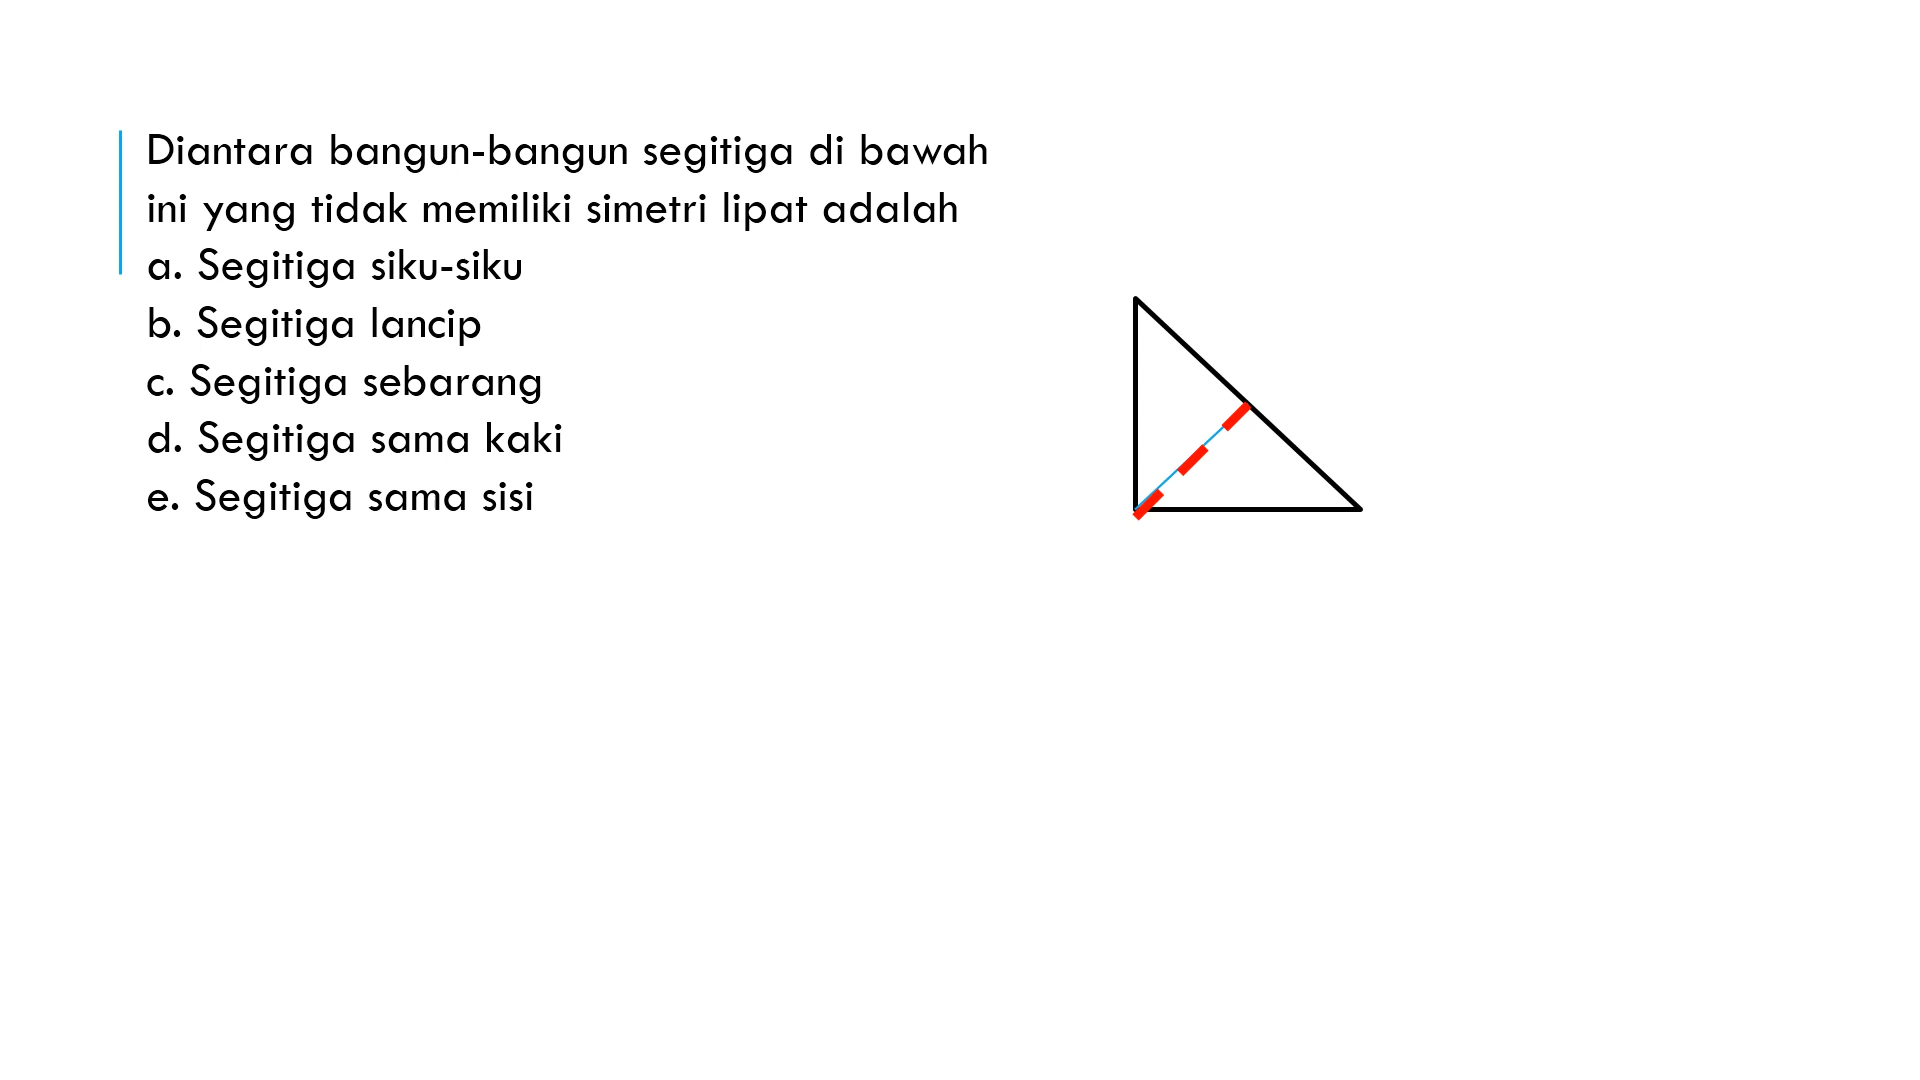 Diantara bangun-bangun segitiga di bawah
ini yang tidak memiliki simetri lipat adalah
a. Segitiga siku-siku
b. Segitiga lancip
c. Segitiga sebarang
d. Segitiga sama kaki
e. Segitiga sama sisi